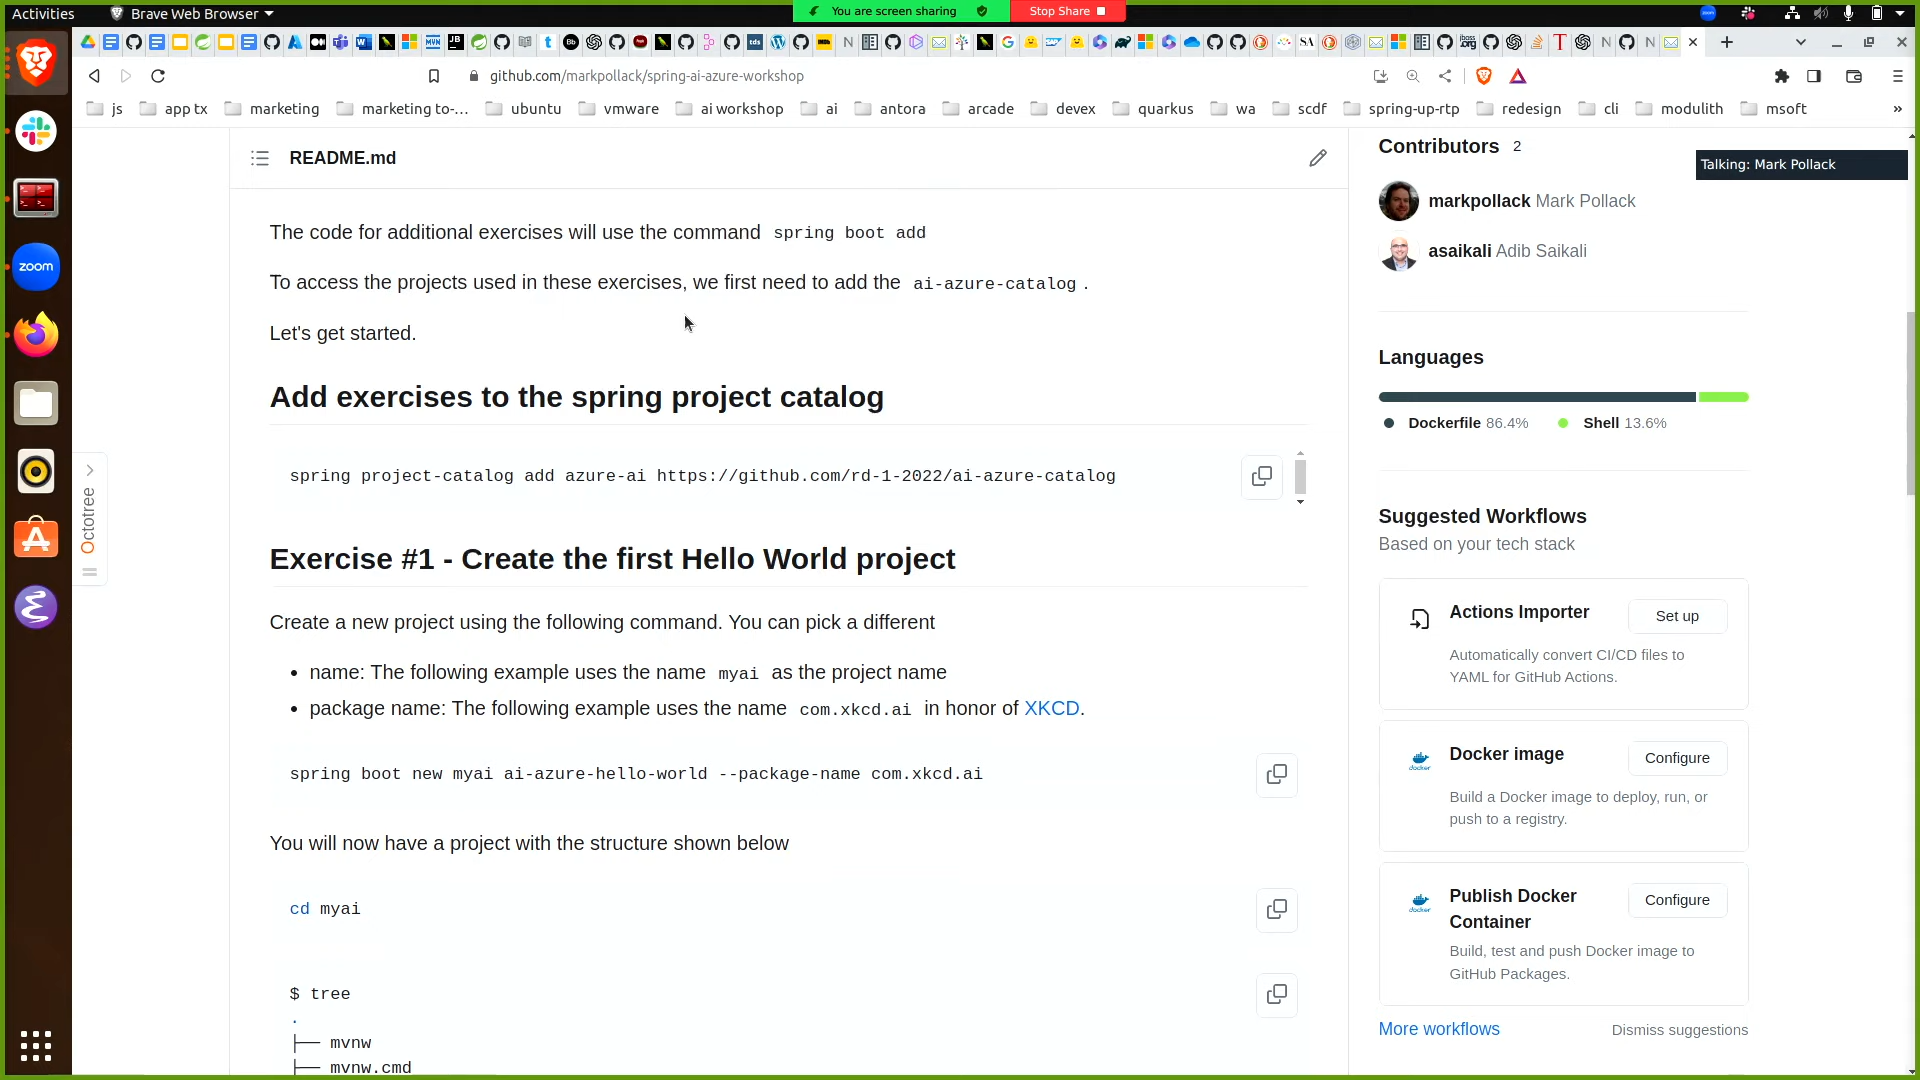 Activities
Brave Web Browser
You are screen sharing
Stop Share
github.com/markpollack/spring-ai-azure-workshop
js
app tx
marketing
marketing to-...
ubuntu
vmware
ai workshop
ai
antora
arcade
devex
quarkus
wa
scdf
spring-up-rtp
redesign
cli
modulith
msoft
»
zoom
Octotree
README.md
The code for additional exercises will use the command spring boot add
To access the projects used in these exercises, we first need to add the ai-azure-catalog .
Let's get started.
Add exercises to the spring project catalog
spring project-catalog add azure-ai https://github.com/rd-1-2022/ai-azure-catalog
Exercise #1 - Create the first Hello World project
Create a new project using the following command. You can pick a different
• name: The following example uses the name myai as the project name
• package name: The following example uses the name com.xkcd.ai in honor of XKCD.
spring boot new myai ai-azure-hello-world --package-name com.xkcd.ai
You will now have a project with the structure shown below
cd myai
$ tree
.
├── mvnw
├── mvnw.cmd
Contributors 2
Talking: Mark Pollack
markpollack Mark Pollack
asaikali Adib Saikali
Languages
Dockerfile 86.4%
Shell 13.6%
Suggested Workflows
Based on your tech stack
Actions Importer
Set up
Automatically convert CI/CD files to
YAML for GitHub Actions.
Docker image
Configure
Build a Docker image to deploy, run, or
push to a registry.
Publish Docker
Container
Configure
Build, test and push Docker image to
GitHub Packages.
More workflows
Dismiss suggestions